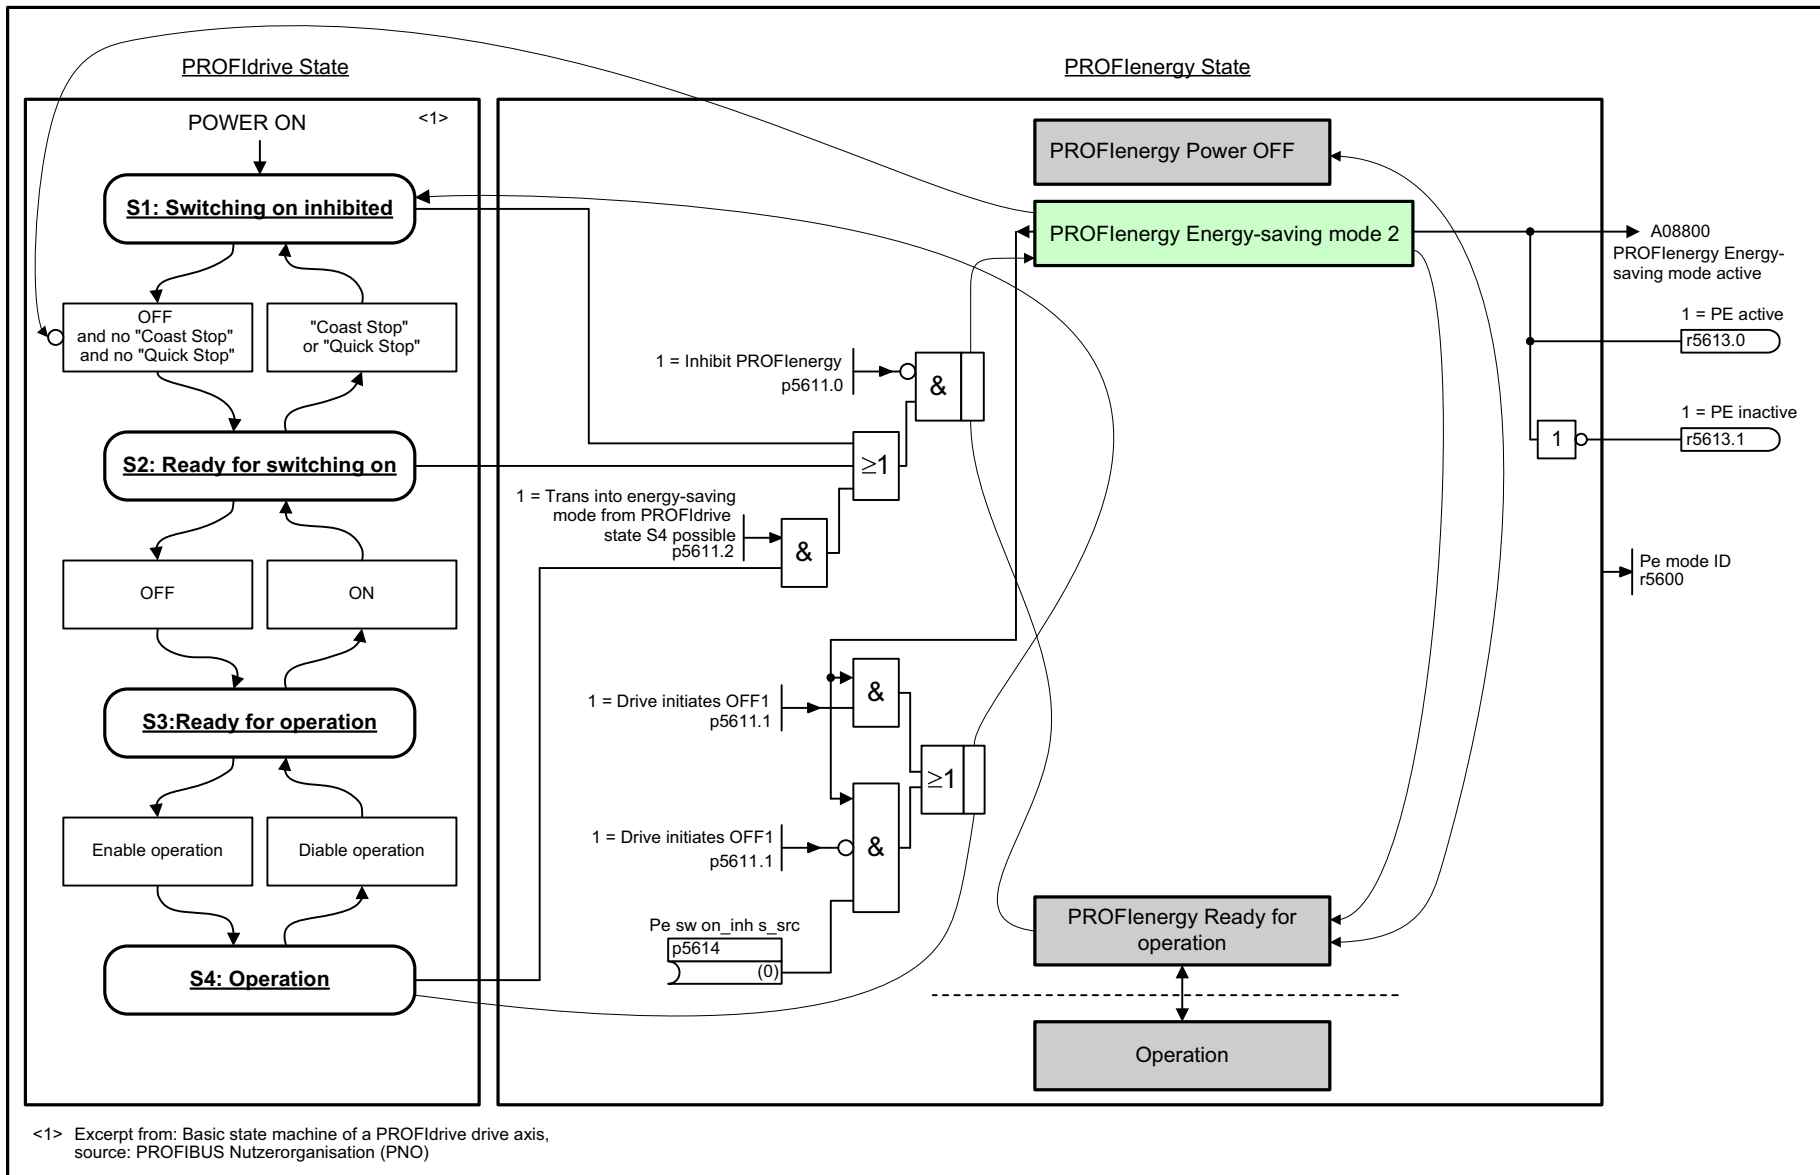 PROFIdrive State
PROFIenergy State
POWER ON
<1>
S1: Switching on inhibited
OFF
and no "Coast Stop"
and no "Quick Stop"
"Coast Stop"
or "Quick Stop"
S2: Ready for switching on
OFF
ON
S3:Ready for operation
Enable operation
Diable operation
S4: Operation
PROFIenergy Power OFF
PROFIenergy Energy-saving mode 2
A08800
PROFIenergy Energy-
saving mode active
1 = PE active
r5613.0
1 = PE inactive
r5613.1
1
1 = Inhibit PROFIenergy
p5611.0
&
≥1
1 = Trans into energy-saving
mode from PROFIdrive
state S4 possible
p5611.2
&
Pe mode ID
r5600
1 = Drive initiates OFF1
p5611.1
&
≥1
1 = Drive initiates OFF1
p5611.1
&
Pe sw on_inh s_src
p5614
(0)
PROFIenergy Ready for
operation
Operation
<1> Excerpt from: Basic state machine of a PROFIdrive drive axis,
source: PROFIBUS Nutzerorganisation (PNO)